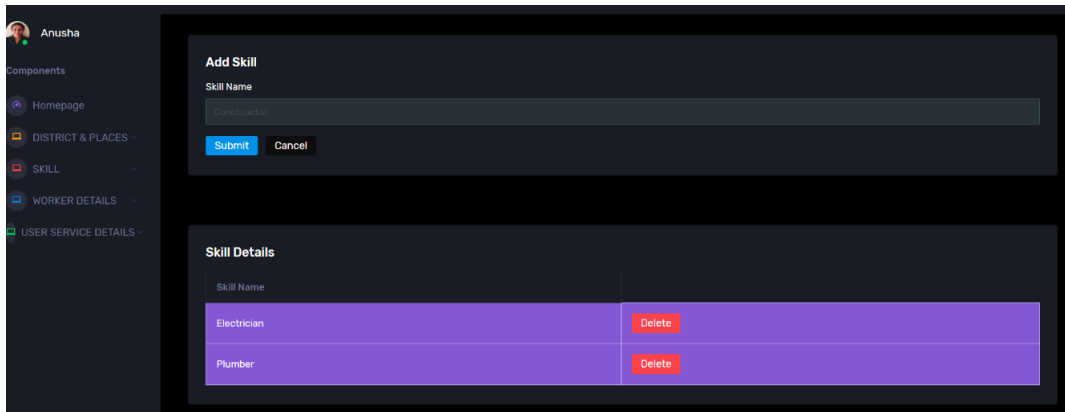 Anusha
Components
Homepage
DISTRICT & PLACES
SKILL
WORKER DETAILS
USER SERVICE DETAILS
Add Skill
Skill Name
Constructor
Submit Cancel
Skill Details
Skill Name
Electrician Delete
Plumber Delete